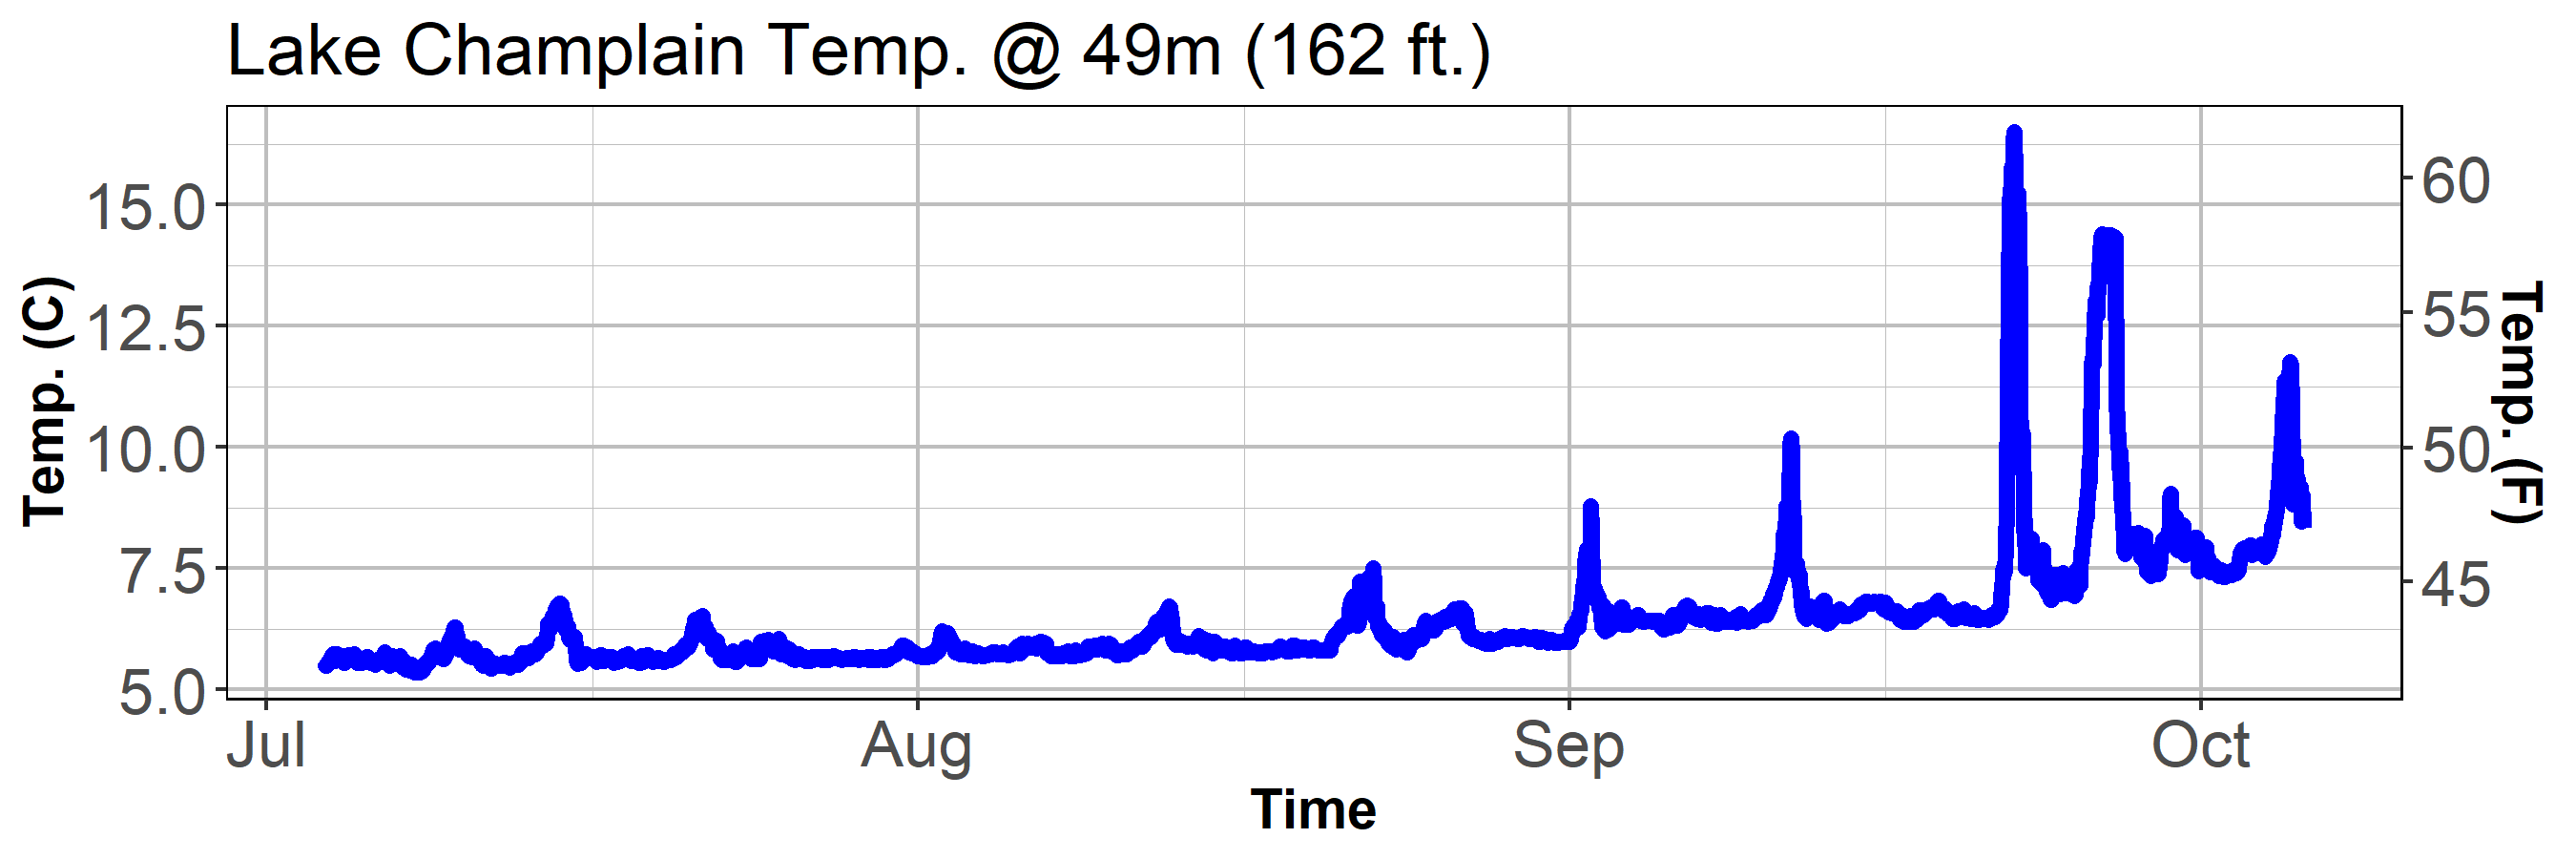 Lake Champlain Temp. @ 49m (162 ft.)
Temp. (C)
15.0
12.5
10.0
7.5
5.0
60
55
50
45
Temp. (F)
Jul Aug Sep Oct
Time